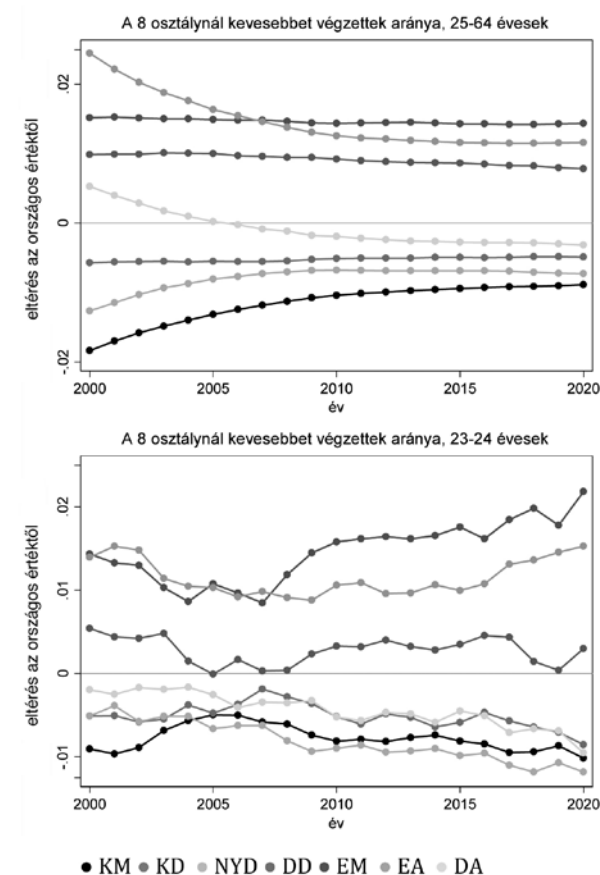 A 8 osztálynál kevesebbet végzettek aránya, 25-64 évesek
eltérés az országos értéktől
.02
0
-.02
2000 2005 2010 2015 2020
év
A 8 osztálynál kevesebbet végzettek aránya, 23-24 évesek
eltérés az országos értéktől
.02
.01
0
-.01
2000 2005 2010 2015 2020
év
KM KD NYD DD EM EA DA